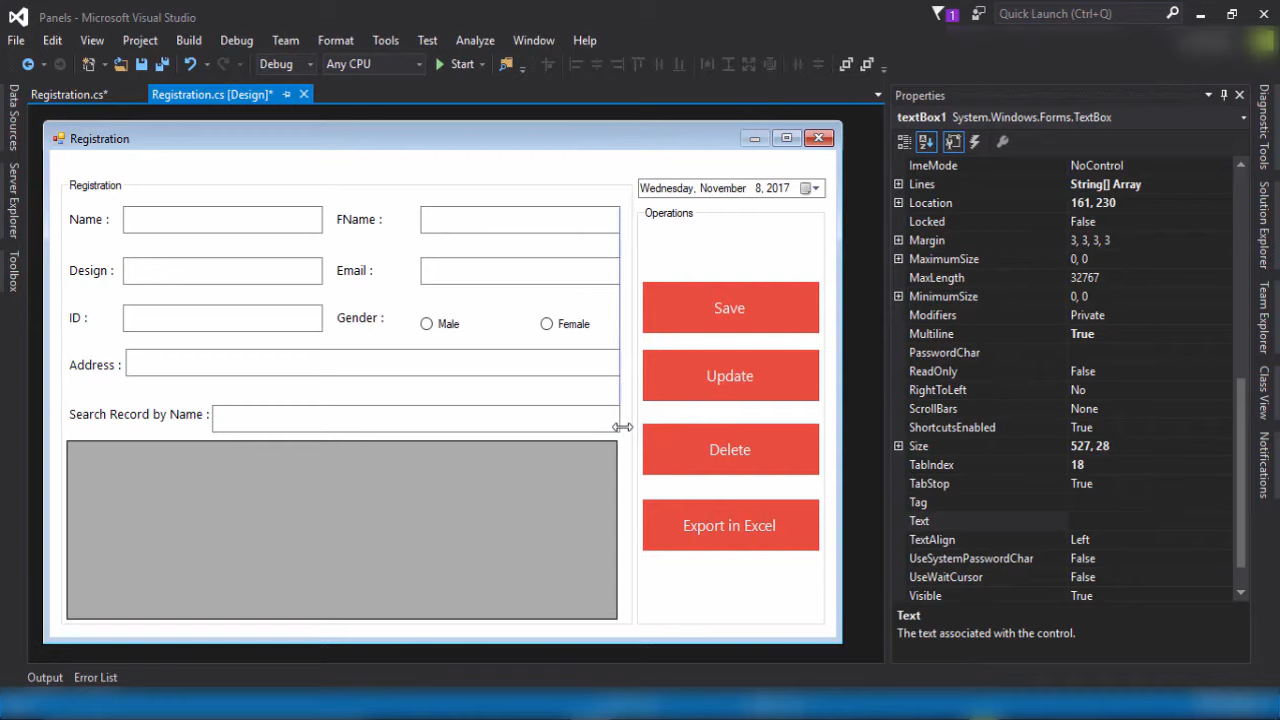 Panels - Microsoft Visual Studio
1
Quick Launch (Ctrl+Q)
File Edit View Project Build Debug Team Format Tools Test Analyze Window Help
Debug Any CPU Start
Registration.cs* Registration.cs [Design]*
Data Sources
Server Explorer
Toolbox
Registration
Registration
Wednesday, November 8, 2017
Name : FName :
Operations
Design : Email :
ID : Gender : Male Female
Address :
Search Record by Name :
Save
Update
Delete
Export in Excel
Properties
textBox1 System.Windows.Forms.TextBox
ImeMode NoControl
Lines String[] Array
Location 161, 230
Locked False
Margin 3, 3, 3, 3
MaximumSize 0, 0
MaxLength 32767
MinimumSize 0, 0
Modifiers Private
Multiline True
PasswordChar
ReadOnly False
RightToLeft No
ScrollBars None
ShortcutsEnabled True
Size 527, 28
TabIndex 18
TabStop True
Tag
Text
TextAlign Left
UseSystemPasswordChar False
UseWaitCursor False
Visible True
Text
The text associated with the control.
Diagnostic Tools
Solution Explorer
Team Explorer
Class View
Notifications
Output Error List